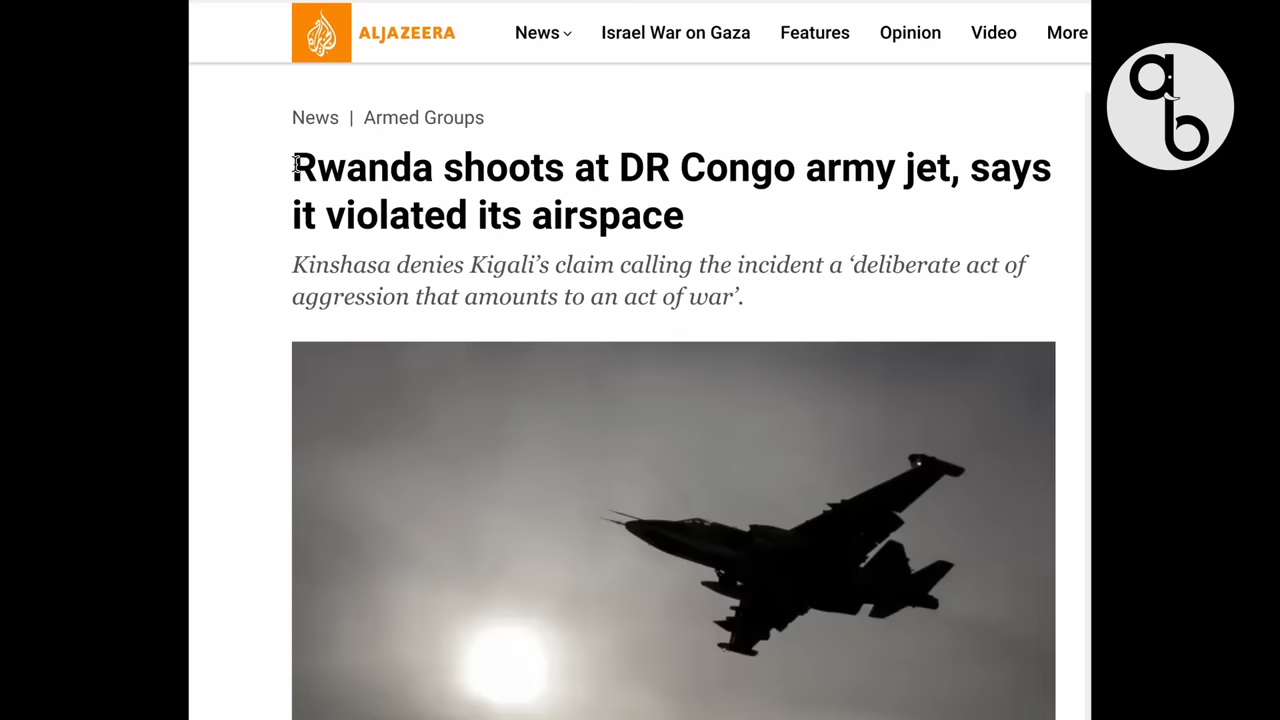 ALJAZEERA
News Israel War on Gaza Features Opinion Video More
ab
News | Armed Groups
Rwanda shoots at DR Congo army jet, says
it violated its airspace
Kinshasa denies Kigali’s claim calling the incident a ‘deliberate act of
aggression that amounts to an act of war’.